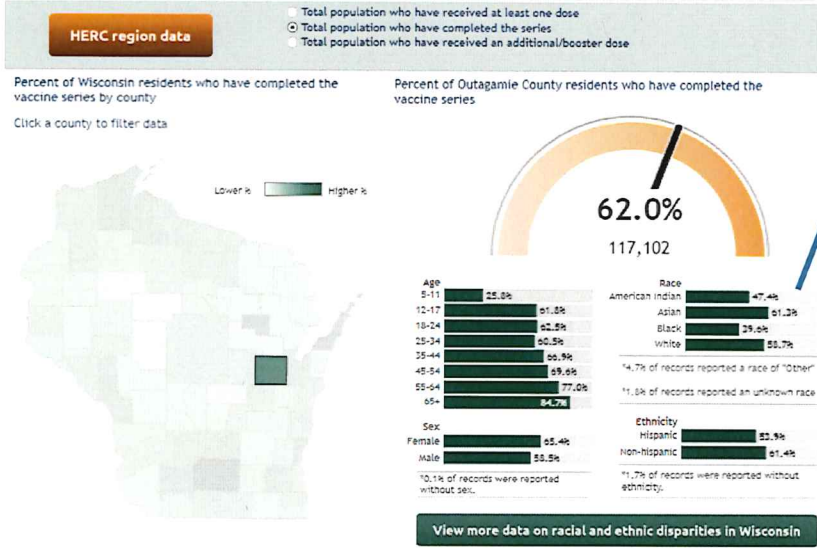 HERC region data
Total population who have received at least one dose
Total population who have completed the series
Total population who have received an additional/booster dose
Percent of Wisconsin residents who have completed the
vaccine series by county
Click a county to filter data
Lower % Higher %
Percent of Outagamie County residents who have completed the
vaccine series
62.0%
117,102
Age
5-11 25.8%
12-17 61.8%
18-24 62.5%
25-34 60.5%
35-44 66.9%
45-54 69.6%
55-64 77.0%
65+ 84.7%
Sex
Female 65.4%
Male 58.5%
*0.1% of records were reported
without sex.
Race
American Indian 47.4%
Asian 61.3%
Black 39.6%
White 58.7%
*4.7% of records reported a race of "Other"
*1.8% of records reported an unknown race
Ethnicity
Hispanic 53.9%
Non-hispanic 61.4%
*1.7% of records were reported without
ethnicity.
View more data on racial and ethnic disparities in Wisconsin